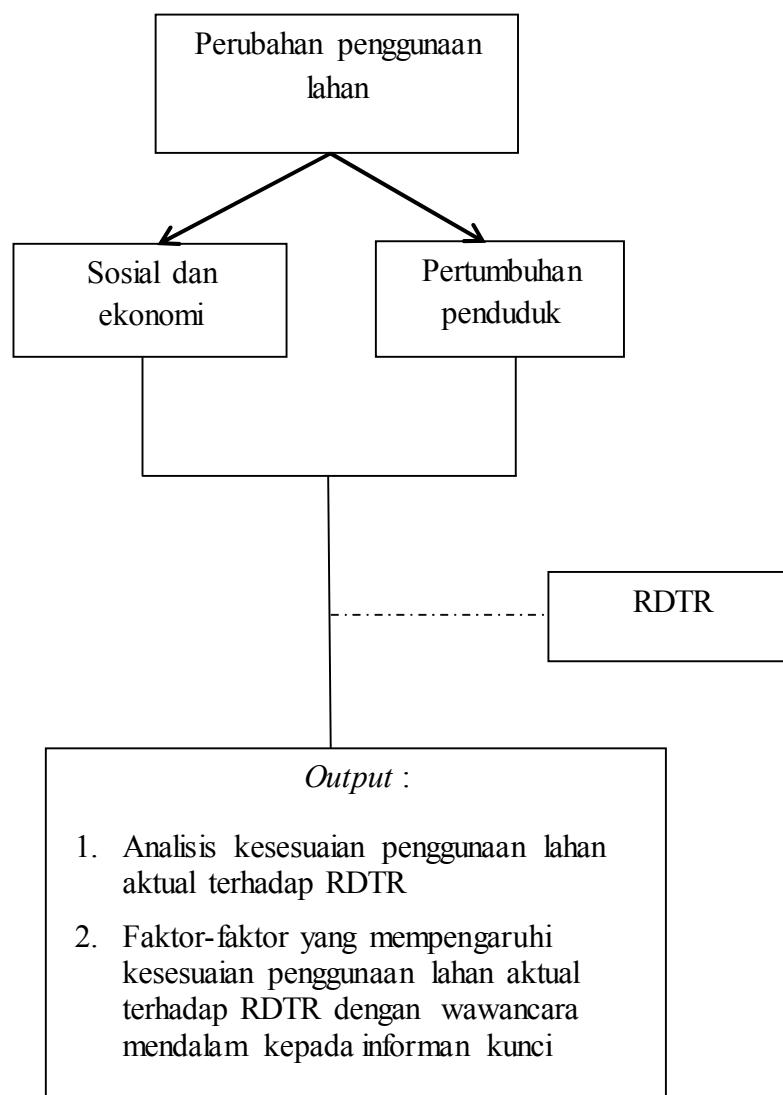 Perubahan penggunaan
lahan
Sosial dan
ekonomi
Pertumbuhan
penduduk
RDTR
Output :
1. Analisis kesesuaian penggunaan lahan
aktual terhadap RDTR
2. Faktor-faktor yang mempengaruhi
kesesuaian penggunaan lahan aktual
terhadap RDTR dengan wawancara
mendalam kepada informan kunci